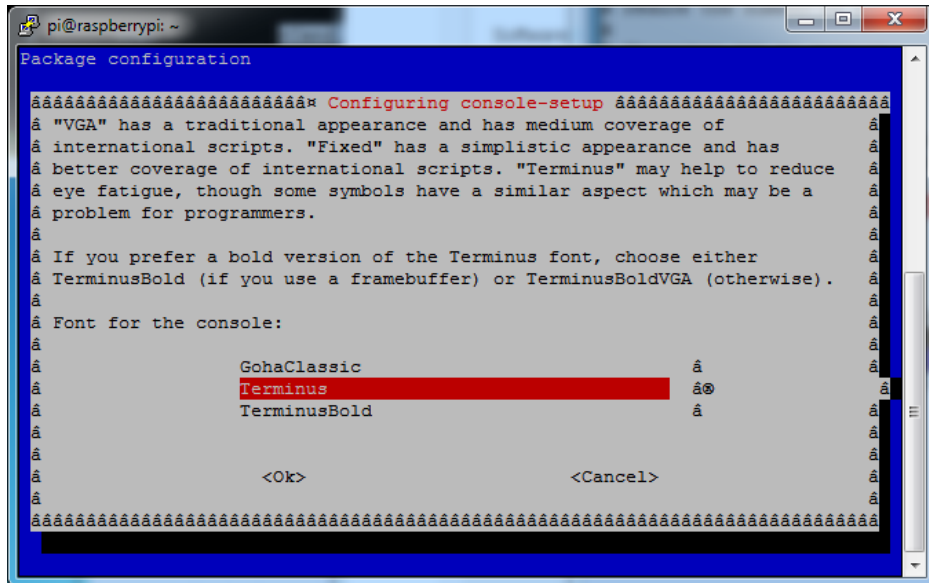 pi@raspberrypi: ~
Package configuration
ââââââââââââââââââââââââââ¤ Configuring console-setup ââââââââââââââââââââââââââ
â "VGA" has a traditional appearance and has medium coverage of â
â international scripts. "Fixed" has a simplistic appearance and has â
â better coverage of international scripts. "Terminus" may help to reduce â
â eye fatigue, though some symbols have a similar aspect which may be a â
â problem for programmers. â
â â
â If you prefer a bold version of the Terminus font, choose either â
â TerminusBold (if you use a framebuffer) or TerminusBoldVGA (otherwise). â
â â
â Font for the console: â
â â
â GohaClassic â â
â Terminus â® â
â TerminusBold â â
â â
â â
â <Ok> <Cancel> â
â â
âââââââââââââââââââââââââââââââââââââââââââââââââââââââââââââââââââââââââââââ